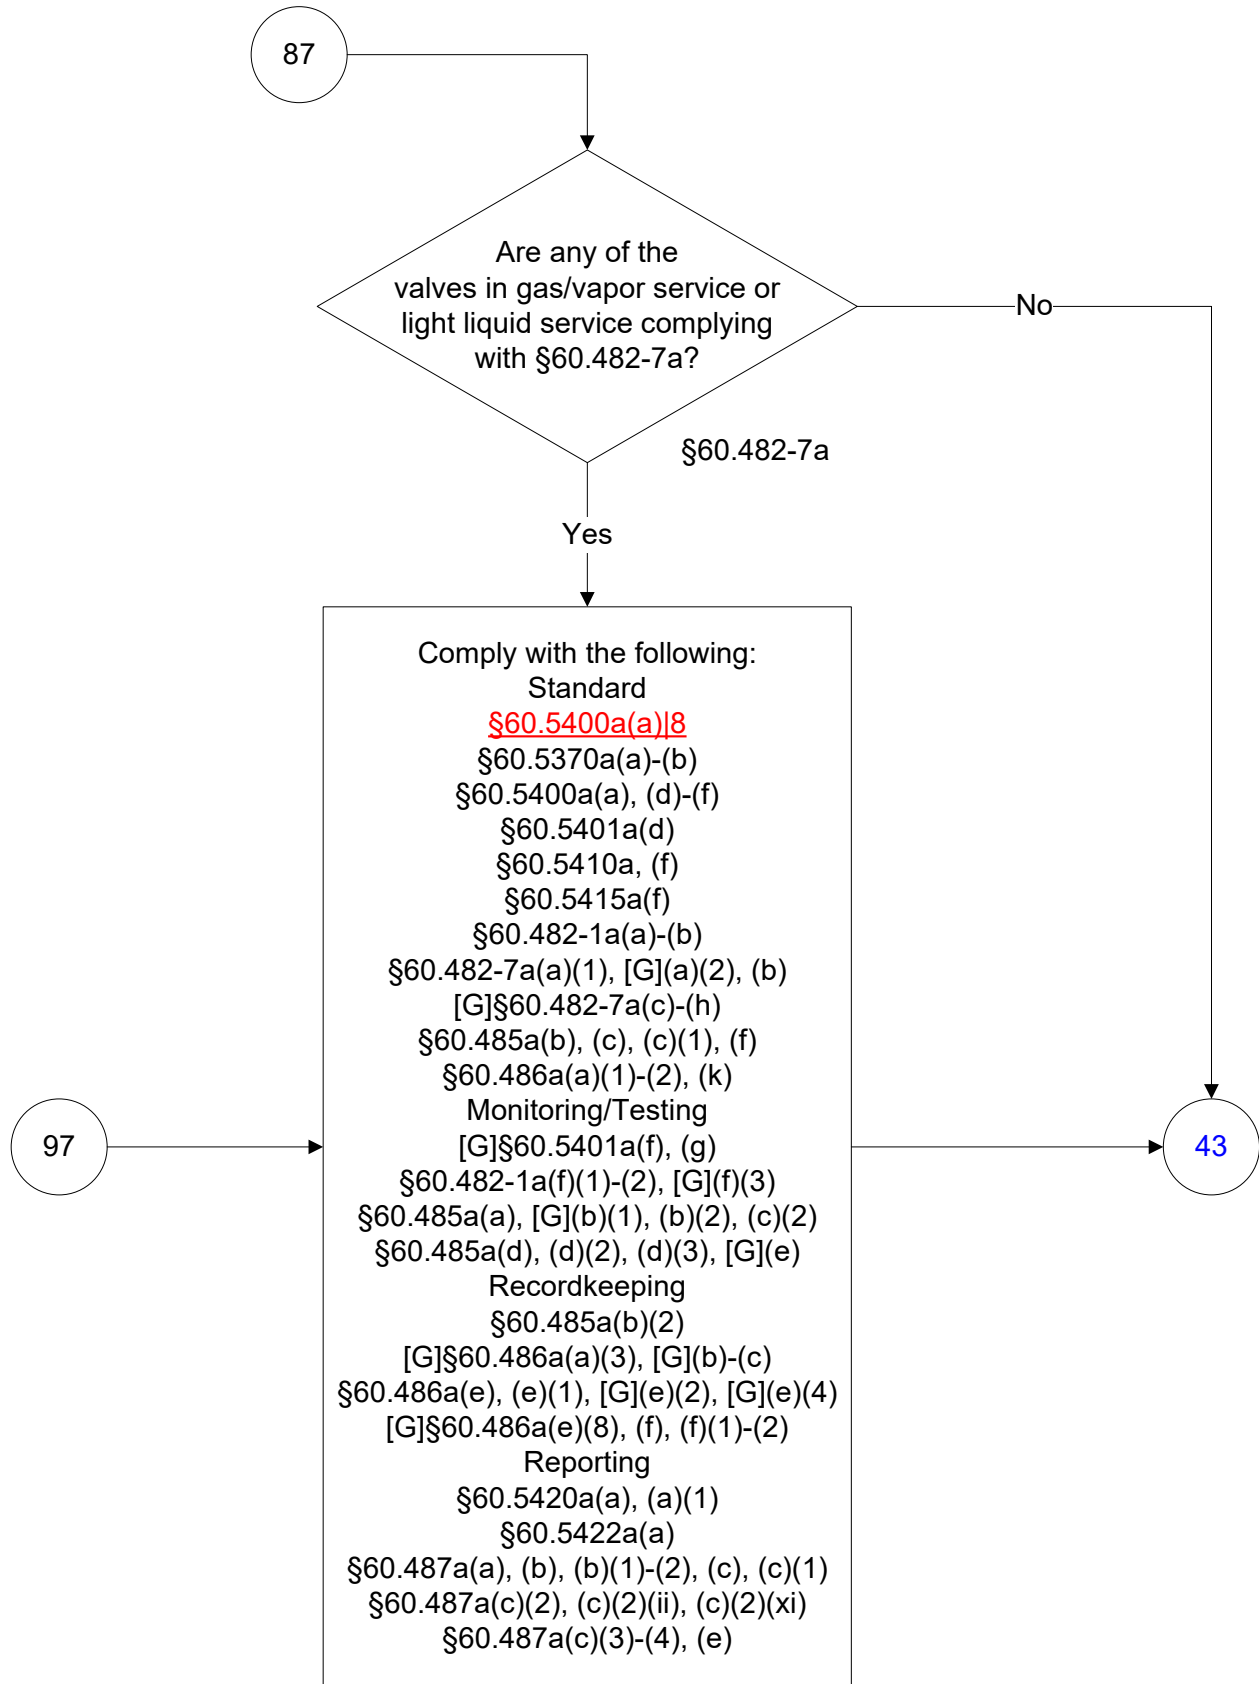 87
Are any of the
valves in gas/vapor service or
light liquid service complying
with §60.482-7a?
No
§60.482-7a
Yes
Comply with the following:
Standard
§60.5400a(a)|8
§60.5370a(a)-(b)
§60.5400a(a), (d)-(f)
§60.5401a(d)
§60.5410a, (f)
§60.5415a(f)
§60.482-1a(a)-(b)
§60.482-7a(a)(1), [G](a)(2), (b)
[G]§60.482-7a(c)-(h)
§60.485a(b), (c), (c)(1), (f)
§60.486a(a)(1)-(2), (k)
Monitoring/Testing
[G]§60.5401a(f), (g)
§60.482-1a(f)(1)-(2), [G](f)(3)
§60.485a(a), [G](b)(1), (b)(2), (c)(2)
§60.485a(d), (d)(2), (d)(3), [G](e)
Recordkeeping
§60.485a(b)(2)
[G]§60.486a(a)(3), [G](b)-(c)
§60.486a(e), (e)(1), [G](e)(2), [G](e)(4)
[G]§60.486a(e)(8), (f), (f)(1)-(2)
Reporting
§60.5420a(a), (a)(1)
§60.5422a(a)
§60.487a(a), (b), (b)(1)-(2), (c), (c)(1)
§60.487a(c)(2), (c)(2)(ii), (c)(2)(xi)
§60.487a(c)(3)-(4), (e)
97
43